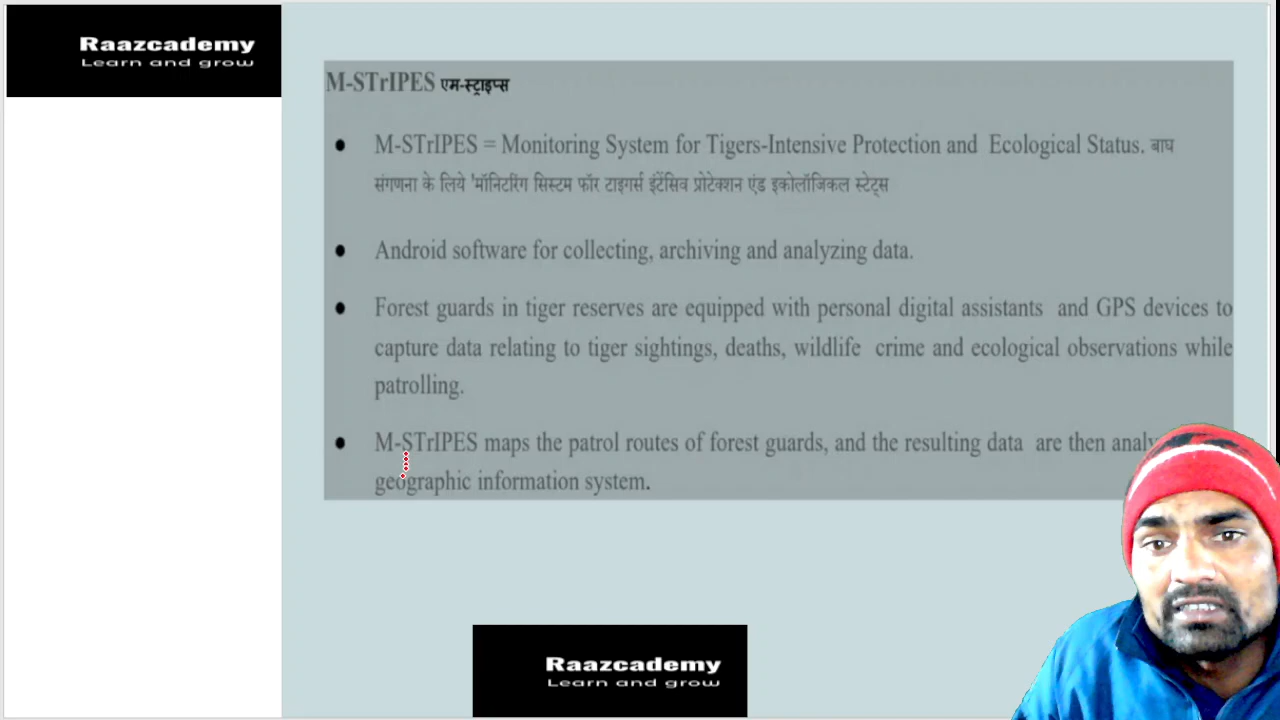 Raazcademy
Learn and grow
M-STrIPES एम-स्ट्राइप्स
● M-STrIPES = Monitoring System for Tigers-Intensive Protection and Ecological Status. बाघ
संगणना के लिये 'मॉनिटरिंग सिस्टम फॉर टाइगर्स इंटेंसिव प्रोटेक्शन एंड इकोलॉजिकल स्टेट्स
● Android software for collecting, archiving and analyzing data.
● Forest guards in tiger reserves are equipped with personal digital assistants and GPS devices to
capture data relating to tiger sightings, deaths, wildlife crime and ecological observations while
patrolling.
● M-STrIPES maps the patrol routes of forest guards, and the resulting data are then
geographic information system.
Raazcademy
Learn and grow